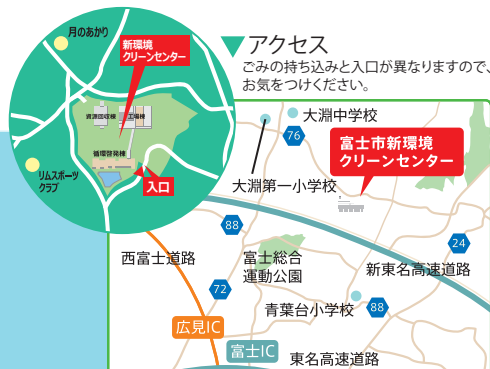 月のあかり
新環境
クリーンセンター
資源回収棟
工場棟
循環啓発棟
リムスポーツ
クラブ
入口
アクセス
ごみの持ち込みと入口が異なりますので、
お気をつけください。
大淵中学校
76
富士市新環境
クリーンセンター
大淵第一小学校
88
24
西富士道路
富士総合
運動公園
新東名高速道路
72
青葉台小学校
88
広見IC
富士IC
東名高速道路